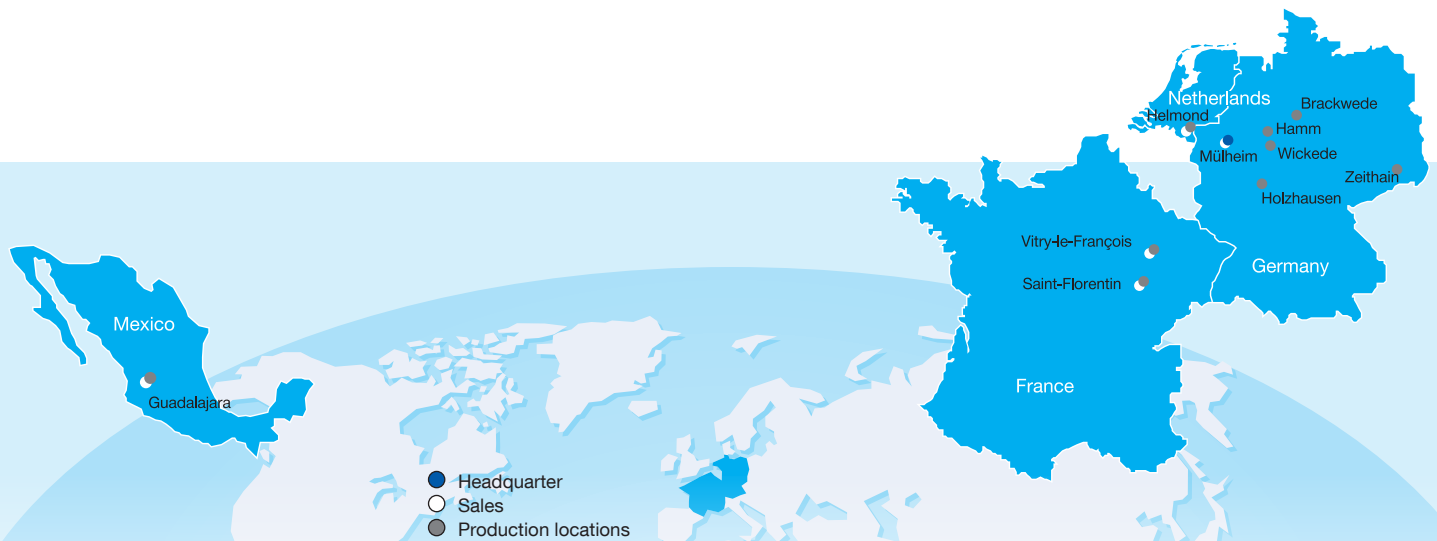 Netherlands
Brackwede
Helmond
Hamm
Mülheim
Wickede
Zeithain
Holzhausen
Vitry-le-François
Germany
Saint-Florentin
Mexico
France
Guadalajara
Headquarter
Sales
Production locations